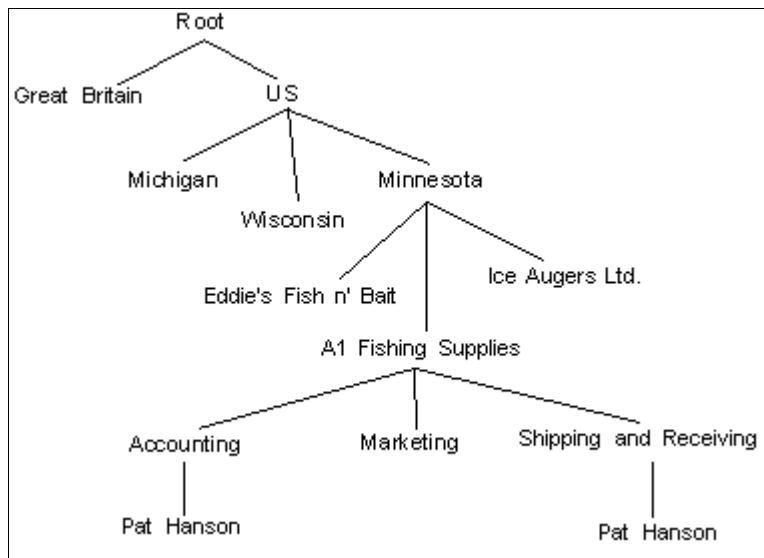 Root
Great Britain
US
Michigan
Wisconsin
Minnesota
Eddie's Fish n' Bait
Ice Augers Ltd.
A1 Fishing Supplies
Accounting
Marketing
Shipping and Receiving
Pat Hanson
Pat Hanson